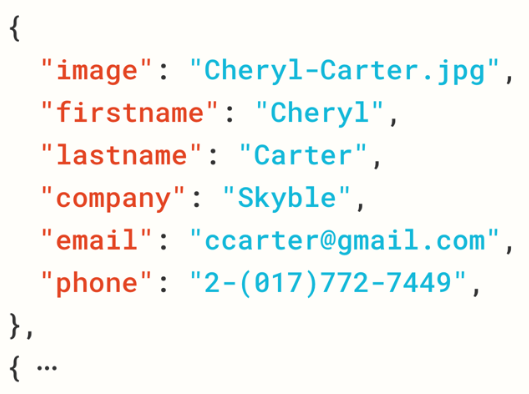 {
"image": "Cheryl-Carter.jpg",
"firstname": "Cheryl",
"lastname": "Carter",
"company": "Skyble",
"email": "ccarter@gmail.com",
"phone": "2-(017)772-7449",
},
{ ···